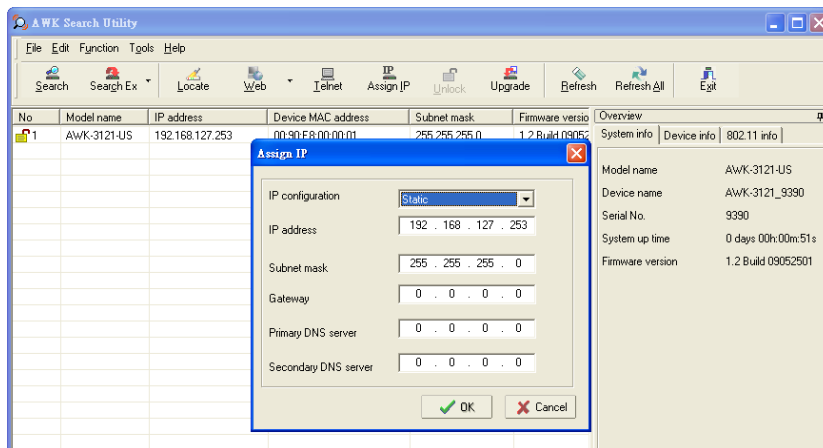 AWK Search Utility
File Edit Function Tools Help
Search Search Ex Locate Web Telnet Assign IP Unlock Upgrade Refresh Refresh All Exit
No Model name IP address Device MAC address Subnet mask Firmware versio
1 AWK-3121-US 192.168.127.253 00:90:E8:00:00:01 255.255.255.0 1.2 Build 09052
Overview
System info Device info 802.11 info
Model name AWK-3121-US
Device name AWK-3121_9390
Serial No. 9390
System up time 0 days 00h:00m:51s
Firmware version 1.2 Build 09052501
Assign IP
IP configuration Static
IP address 192 . 168 . 127 . 253
Subnet mask 255 . 255 . 255 . 0
Gateway 0 . 0 . 0 . 0
Primary DNS server 0 . 0 . 0 . 0
Secondary DNS server 0 . 0 . 0 . 0
OK Cancel